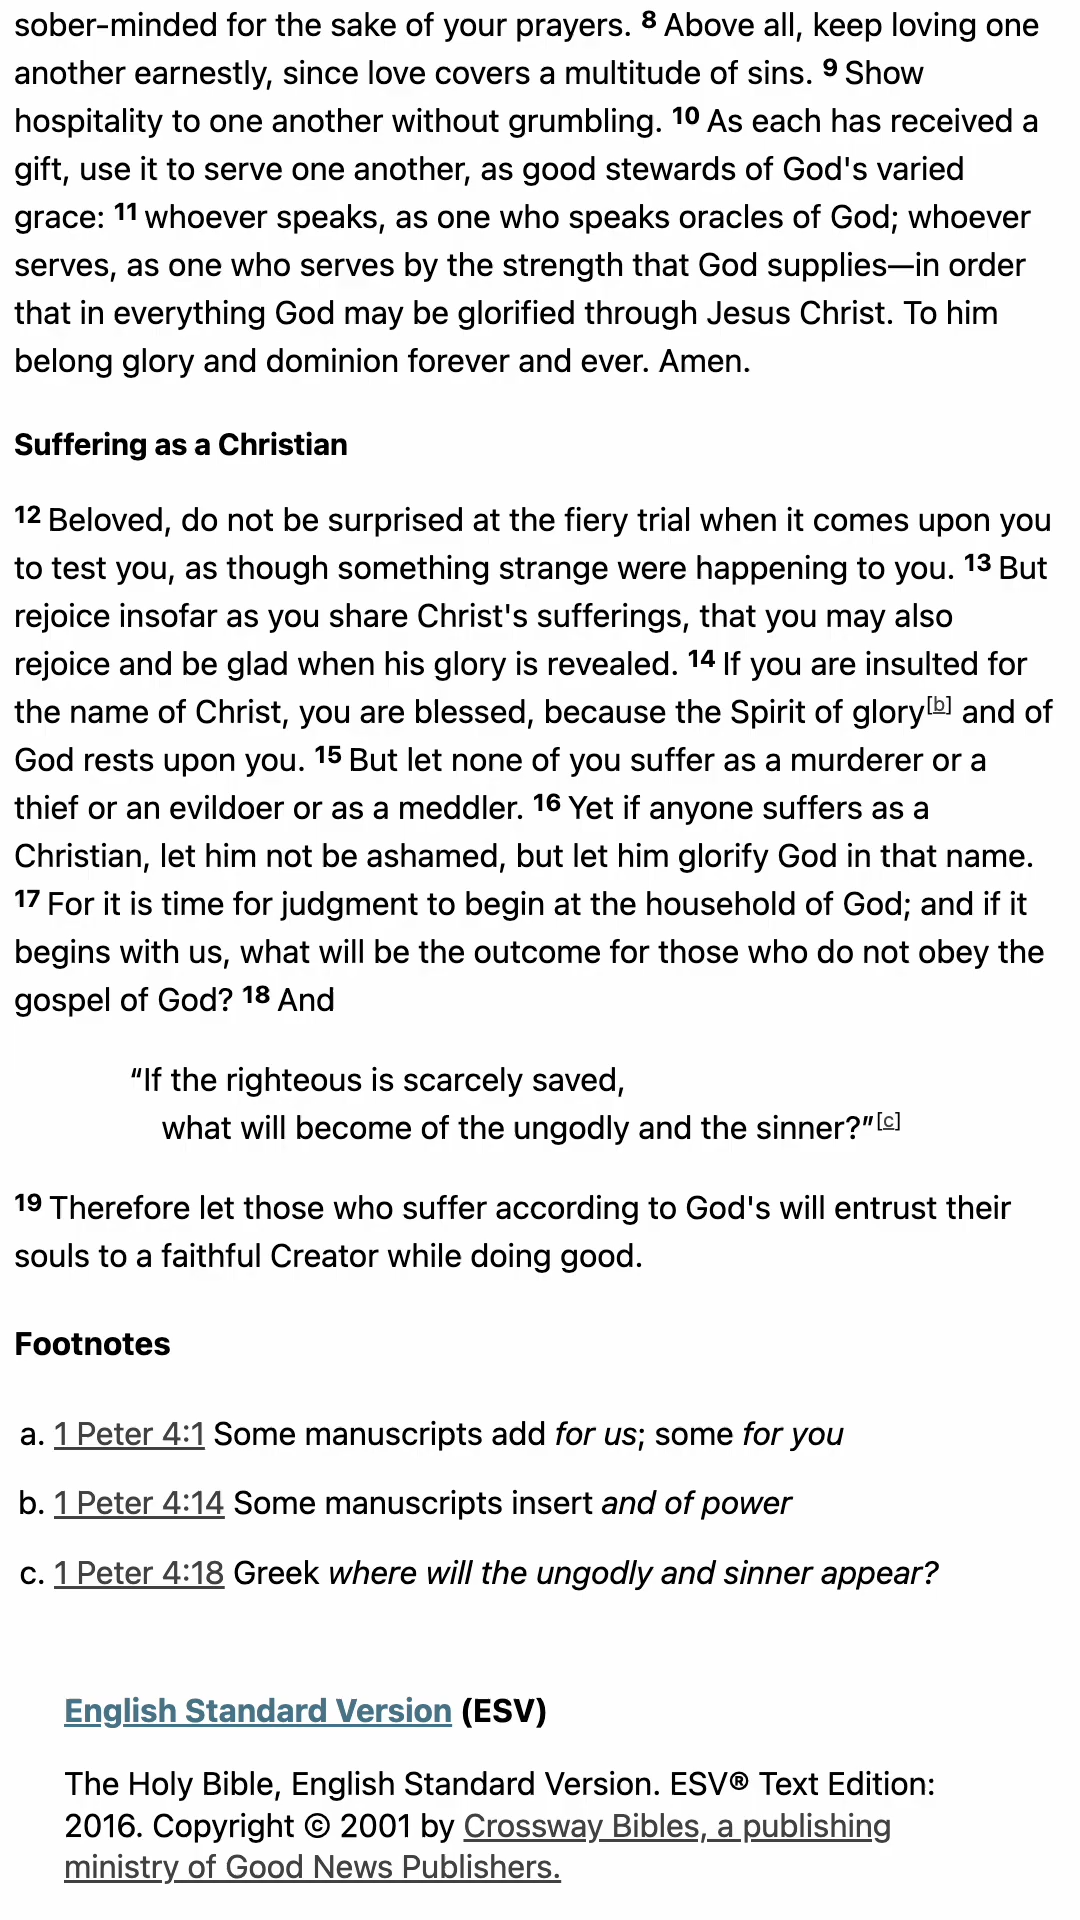 sober-minded for the sake of your prayers. 8 Above all, keep loving one
another earnestly, since love covers a multitude of sins. 9 Show
hospitality to one another without grumbling. 10 As each has received a
gift, use it to serve one another, as good stewards of God's varied
grace: 11 whoever speaks, as one who speaks oracles of God; whoever
serves, as one who serves by the strength that God supplies—in order
that in everything God may be glorified through Jesus Christ. To him
belong glory and dominion forever and ever. Amen.
Suffering as a Christian
12 Beloved, do not be surprised at the fiery trial when it comes upon you
to test you, as though something strange were happening to you. 13 But
rejoice insofar as you share Christ's sufferings, that you may also
rejoice and be glad when his glory is revealed. 14 If you are insulted for
the name of Christ, you are blessed, because the Spirit of glory[b] and of
God rests upon you. 15 But let none of you suffer as a murderer or a
thief or an evildoer or as a meddler. 16 Yet if anyone suffers as a
Christian, let him not be ashamed, but let him glorify God in that name.
17 For it is time for judgment to begin at the household of God; and if it
begins with us, what will be the outcome for those who do not obey the
gospel of God? 18 And
“If the righteous is scarcely saved,
what will become of the ungodly and the sinner?”[c]
19 Therefore let those who suffer according to God's will entrust their
souls to a faithful Creator while doing good.
Footnotes
a. 1 Peter 4:1 Some manuscripts add for us; some for you
b. 1 Peter 4:14 Some manuscripts insert and of power
c. 1 Peter 4:18 Greek where will the ungodly and sinner appear?
English Standard Version (ESV)
The Holy Bible, English Standard Version. ESV® Text Edition:
2016. Copyright © 2001 by Crossway Bibles, a publishing
ministry of Good News Publishers.